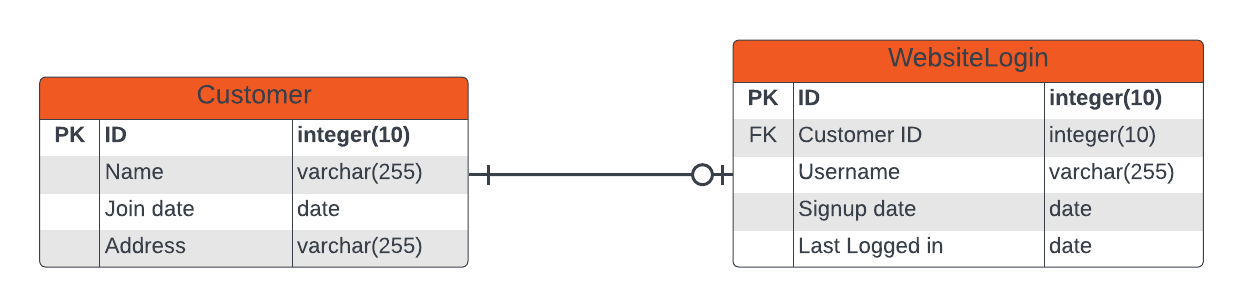 Customer
PK ID integer(10)
Name varchar(255)
Join date date
Address varchar(255)
WebsiteLogin
PK ID integer(10)
FK Customer ID integer(10)
Username varchar(255)
Signup date date
Last Logged in date